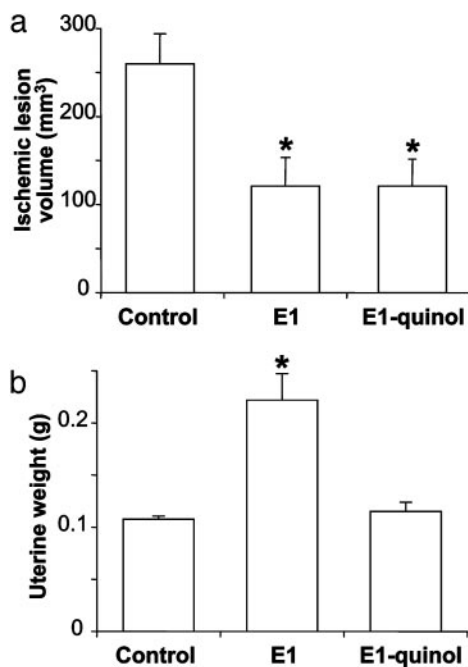 a
Ischemic lesion
volume (mm³)
300
200
100
0
*
*
Control
E1
E1-quinol
b
Uterine weight (g)
0.2
0.1
0
*
Control
E1
E1-quinol